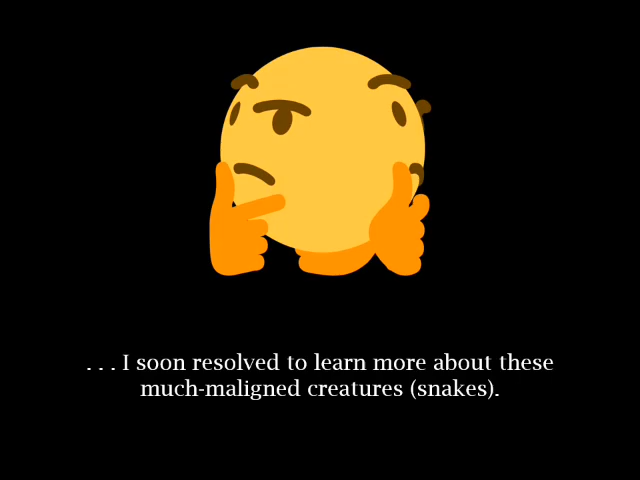 . . . I soon resolved to learn more about these
much-maligned creatures (snakes).